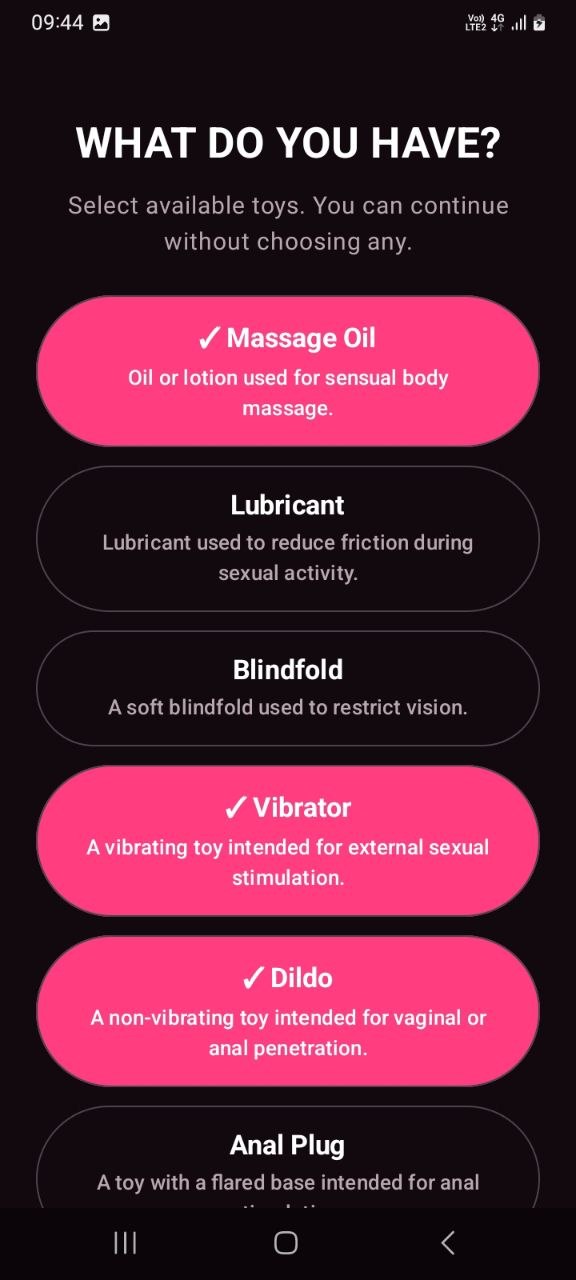 09:44
Vo)) 4G
LTE2
WHAT DO YOU HAVE?
Select available toys. You can continue
without choosing any.
✓ Massage Oil
Oil or lotion used for sensual body
massage.
Lubricant
Lubricant used to reduce friction during
sexual activity.
Blindfold
A soft blindfold used to restrict vision.
✓ Vibrator
A vibrating toy intended for external sexual
stimulation.
✓ Dildo
A non-vibrating toy intended for vaginal or
anal penetration.
Anal Plug
A toy with a flared base intended for anal